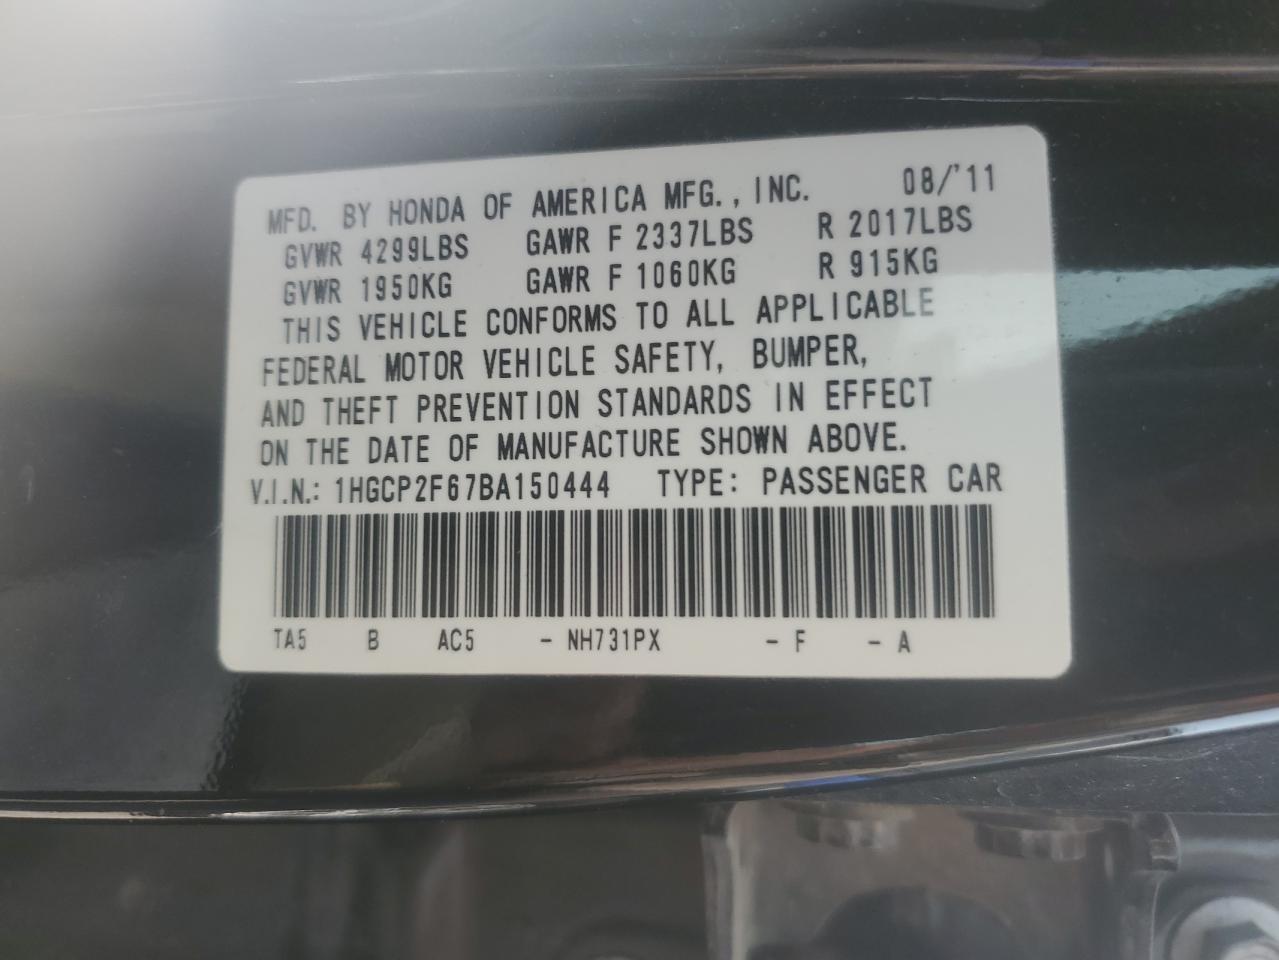 MFD. BY HONDA OF AMERICA MFG., INC. 08/'11
GVWR 4299LBS GAWR F 2337LBS R 2017LBS
GVWR 1950KG GAWR F 1060KG R 915KG
THIS VEHICLE CONFORMS TO ALL APPLICABLE
FEDERAL MOTOR VEHICLE SAFETY, BUMPER,
AND THEFT PREVENTION STANDARDS IN EFFECT
ON THE DATE OF MANUFACTURE SHOWN ABOVE.
V.I.N.: 1HGCP2F67BA150444 TYPE: PASSENGER CAR
TA5 B AC5 - NH731PX - F - A